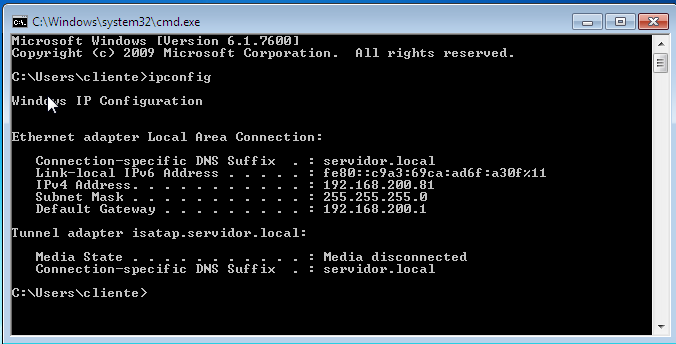 C:\Windows\system32\cmd.exe
Microsoft Windows [Version 6.1.7600]
Copyright (c) 2009 Microsoft Corporation.  All rights reserved.
C:\Users\cliente>ipconfig
Windows IP Configuration
Ethernet adapter Local Area Connection:
   Connection-specific DNS Suffix  . : servidor.local
   Link-local IPv6 Address . . . . . : fe80::c9a3:69ca:ad6f:a30f%11
   IPv4 Address. . . . . . . . . . . : 192.168.200.81
   Subnet Mask . . . . . . . . . . . : 255.255.255.0
   Default Gateway . . . . . . . . . : 192.168.200.1
Tunnel adapter isatap.servidor.local:
   Media State . . . . . . . . . . . : Media disconnected
   Connection-specific DNS Suffix  . : servidor.local
C:\Users\cliente>